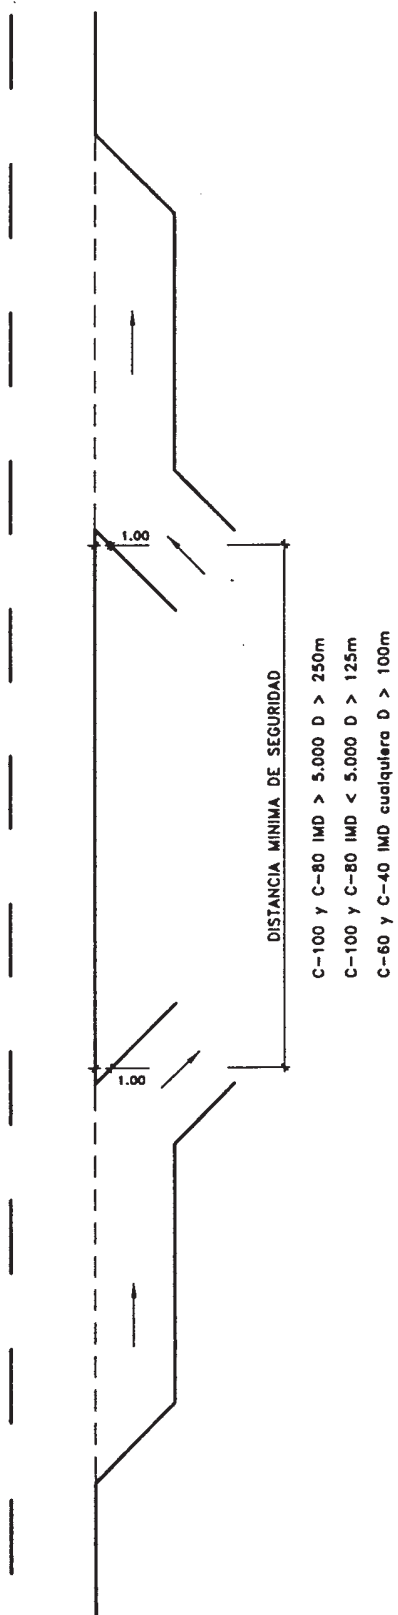 1.00
DISTANCIA MINIMA DE SEGURIDAD
C-100 y C-80 IMD > 5.000 D > 250m
C-100 y C-80 IMD < 5.000 D > 125m
C-60 y C-40 IMD cualquiera D > 100m
1.00